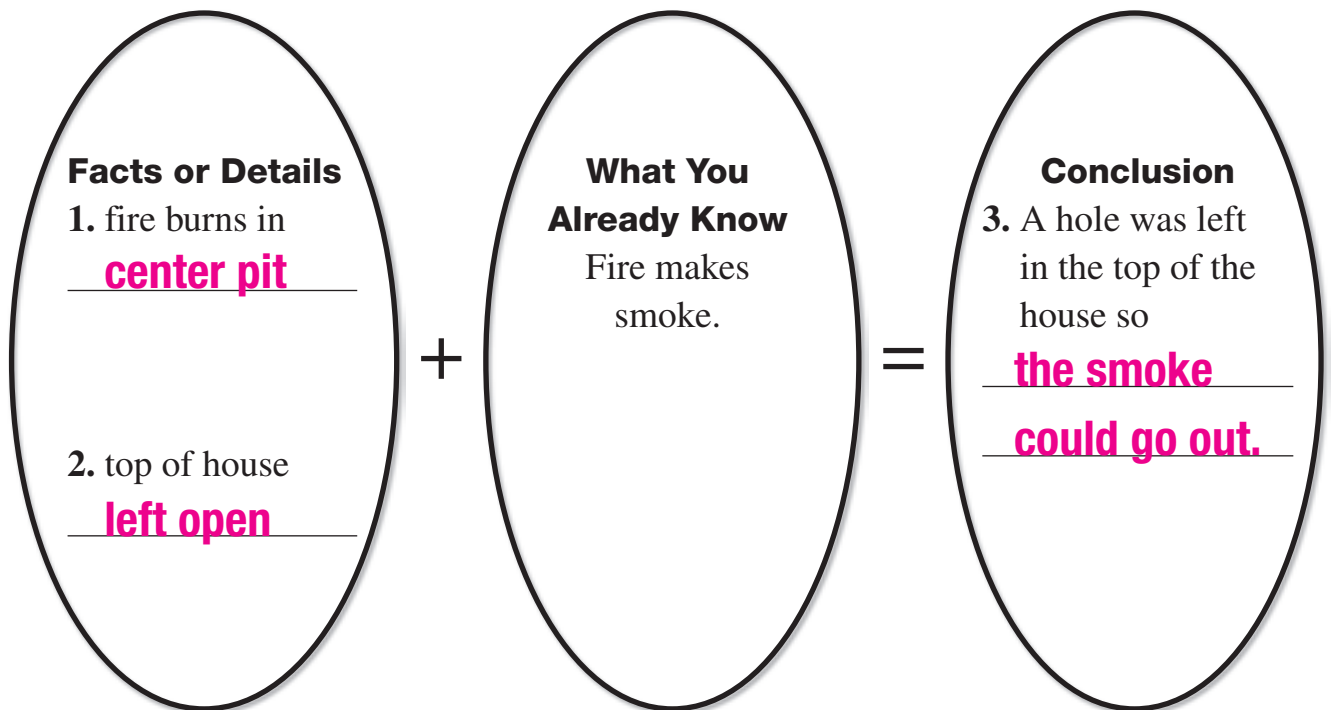 Facts or Details
1. fire burns in
center pit
2. top of house
left open
+
What You
Already Know
Fire makes
smoke.
=
Conclusion
3. A hole was left
in the top of the
house so
the smoke
could go out.